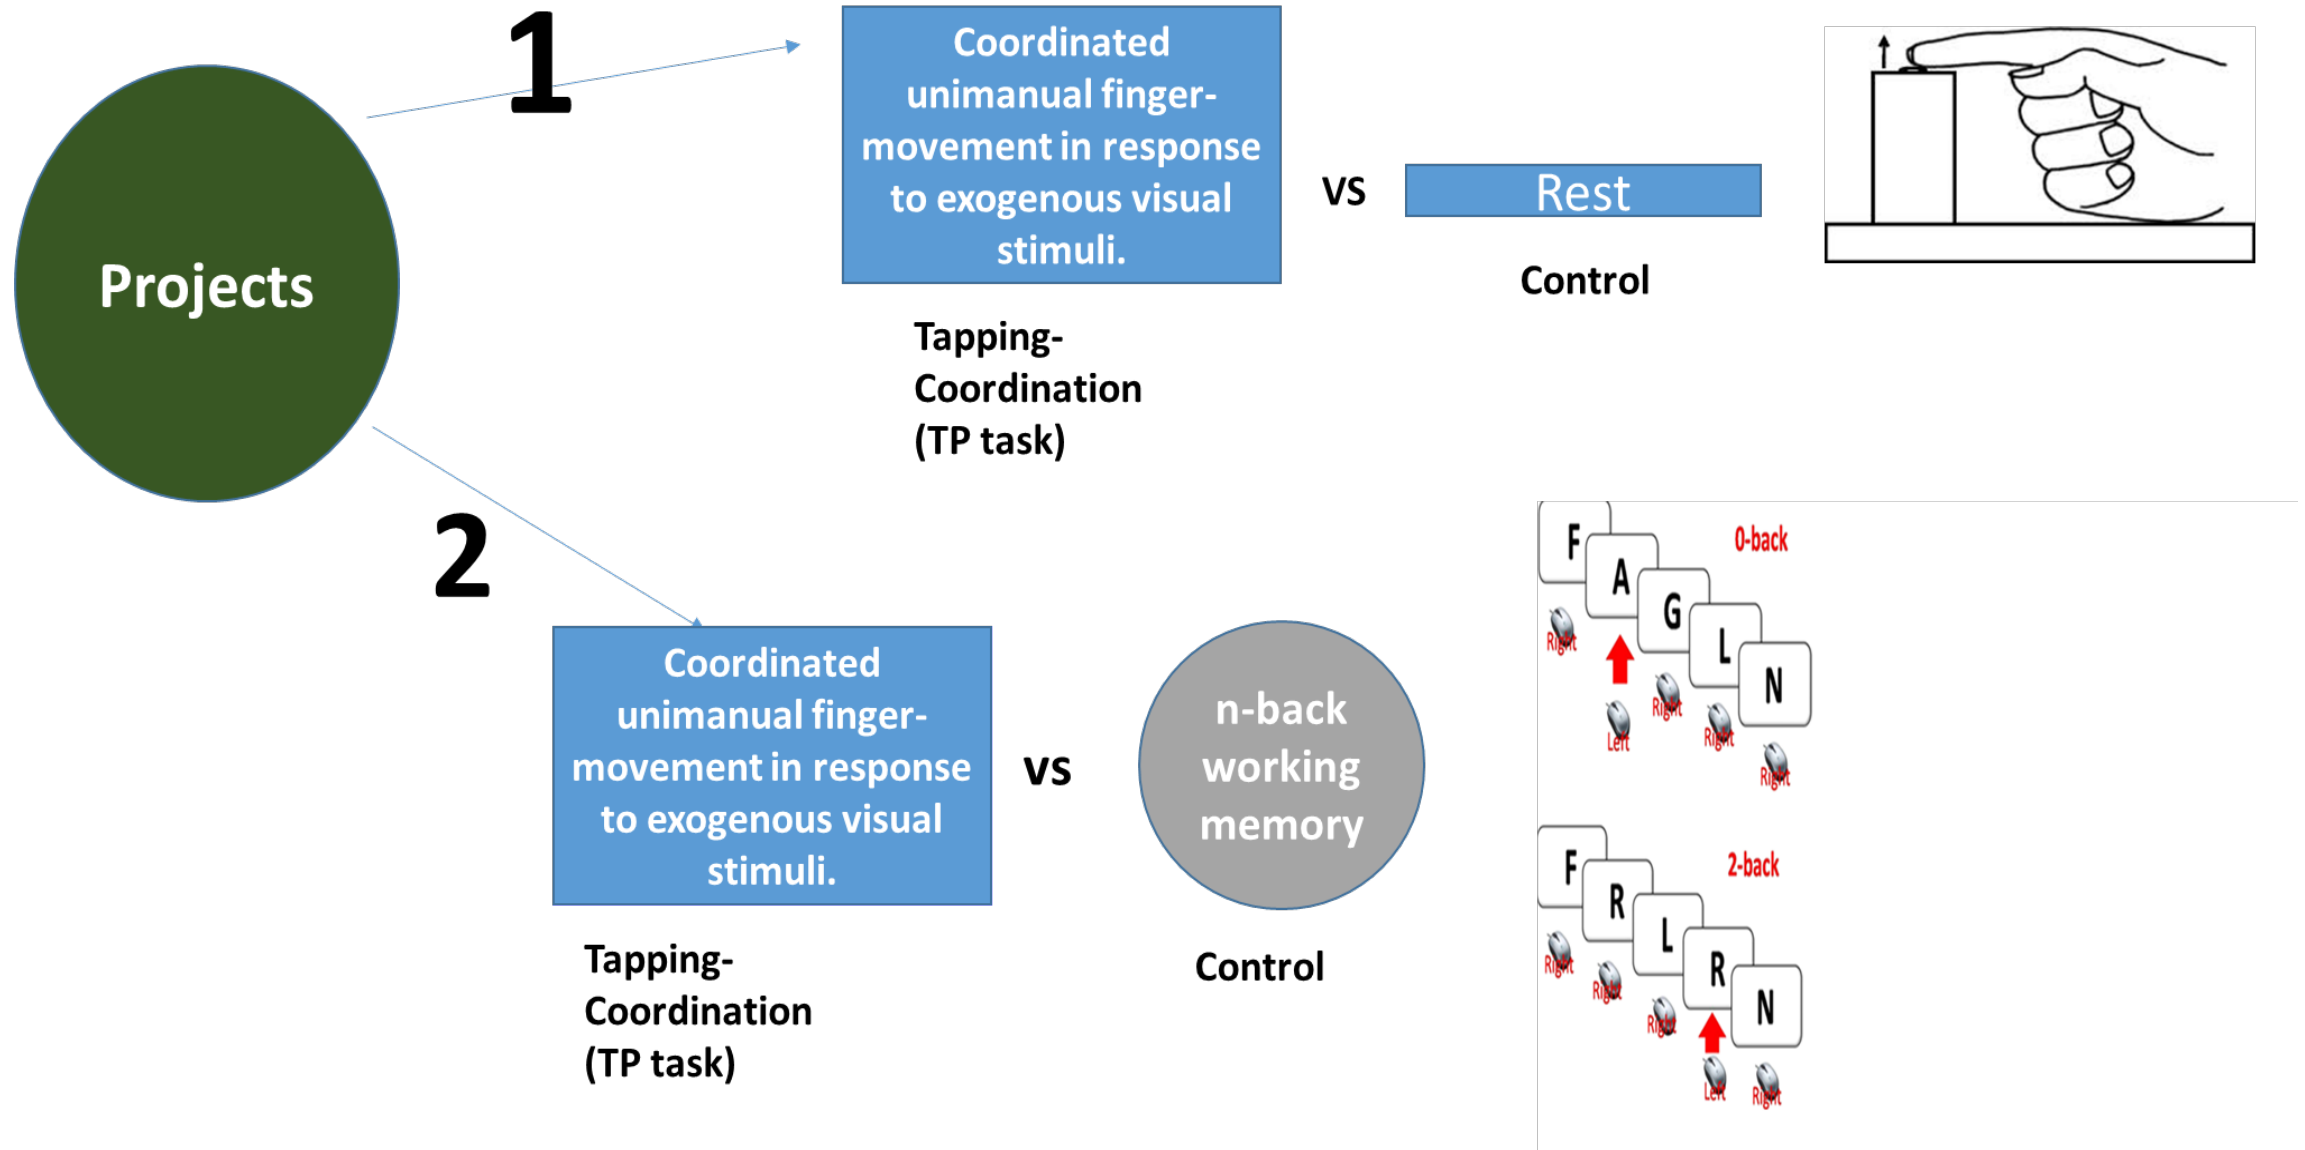 Projects
1
Coordinated
unimanual finger-
movement in response
to exogenous visual
stimuli.
vs
Rest
Control
Tapping-
Coordination
(TP task)
2
Coordinated
unimanual finger-
movement in response
to exogenous visual
stimuli.
vs
n-back
working
memory
Control
Tapping-
Coordination
(TP task)
0-back
F
A
G
L
N
Right
Left
Right
Right
Right
2-back
F
R
L
R
N
Right
Right
Right
Left
Right